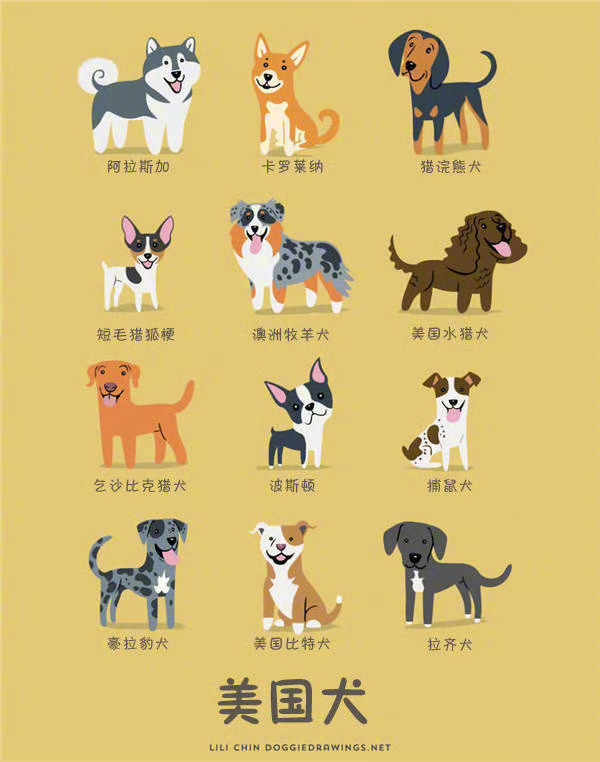 阿拉斯加
卡罗莱纳
猎浣熊犬
短毛猎狐梗
澳洲牧羊犬
美国水猎犬
乞沙比克猎犬
波斯顿
捕鼠犬
豪拉豹犬
美国比特犬
拉齐犬
美国犬
LILI CHIN DOGGIEDRAWINGS.NET